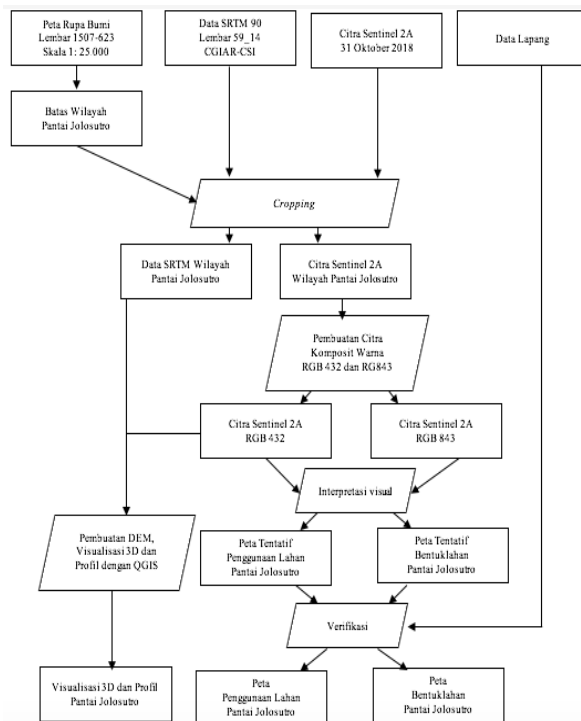 Peta Rupa Bumi
Lembar 1507-623
Skala 1: 25 000
Data SRTM 90
Lembar 59_14
CGIAR-CSI
Citra Sentinel 2A
31 Oktober 2018
Data Lapang
Batas Wilayah
Pantai Jolosutro
Cropping
Data SRTM Wilayah
Pantai Jolosutro
Citra Sentinel 2A
Wilayah Pantai Jolosutro
Pembuatan Citra
Komposit Warna
RGB 432 dan RG843
Citra Sentinel 2A
RGB 432
Citra Sentinel 2A
RGB 843
Interpretasi visual
Pembuatan DEM,
Visualisasi 3D dan
Profil dengan QGIS
Peta Tentatif
Penggunaan Lahan
Pantai Jolosutro
Peta Tentatif
Bentuklahan
Pantai Jolosutro
Verifikasi
Visualisasi 3D dan Profil
Pantai Jolosutro
Peta
Penggunaan Lahan
Pantai Jolosutro
Peta
Bentuklahan
Pantai Jolosutro